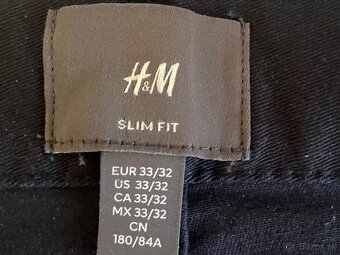 H&M
SLIM FIT
EUR 33/32
US 33/32
CA 33/32
MX 33/32
CN
180/84A